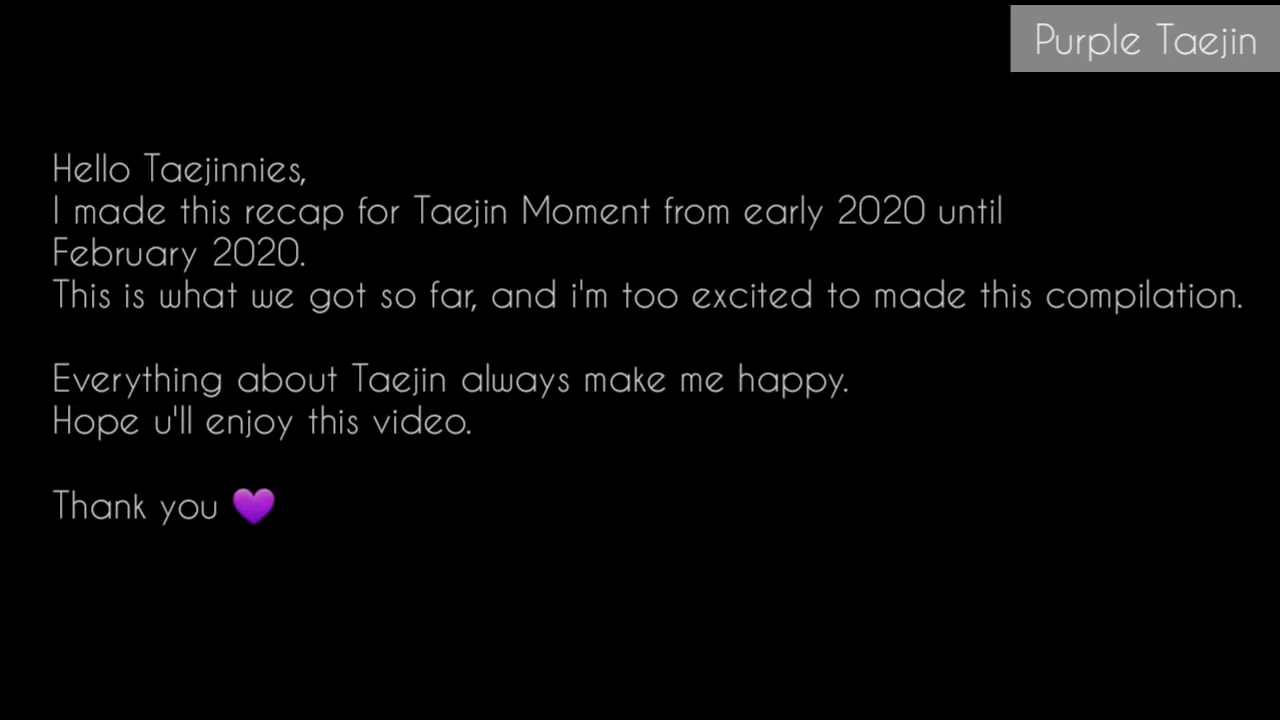 Purple Taejin
Hello Taejinnies,
I made this recap for Taejin Moment from early 2020 until
February 2020.
This is what we got so far, and i'm too excited to made this compilation.
Everything about Taejin always make me happy.
Hope u'll enjoy this video.
Thank you 💜